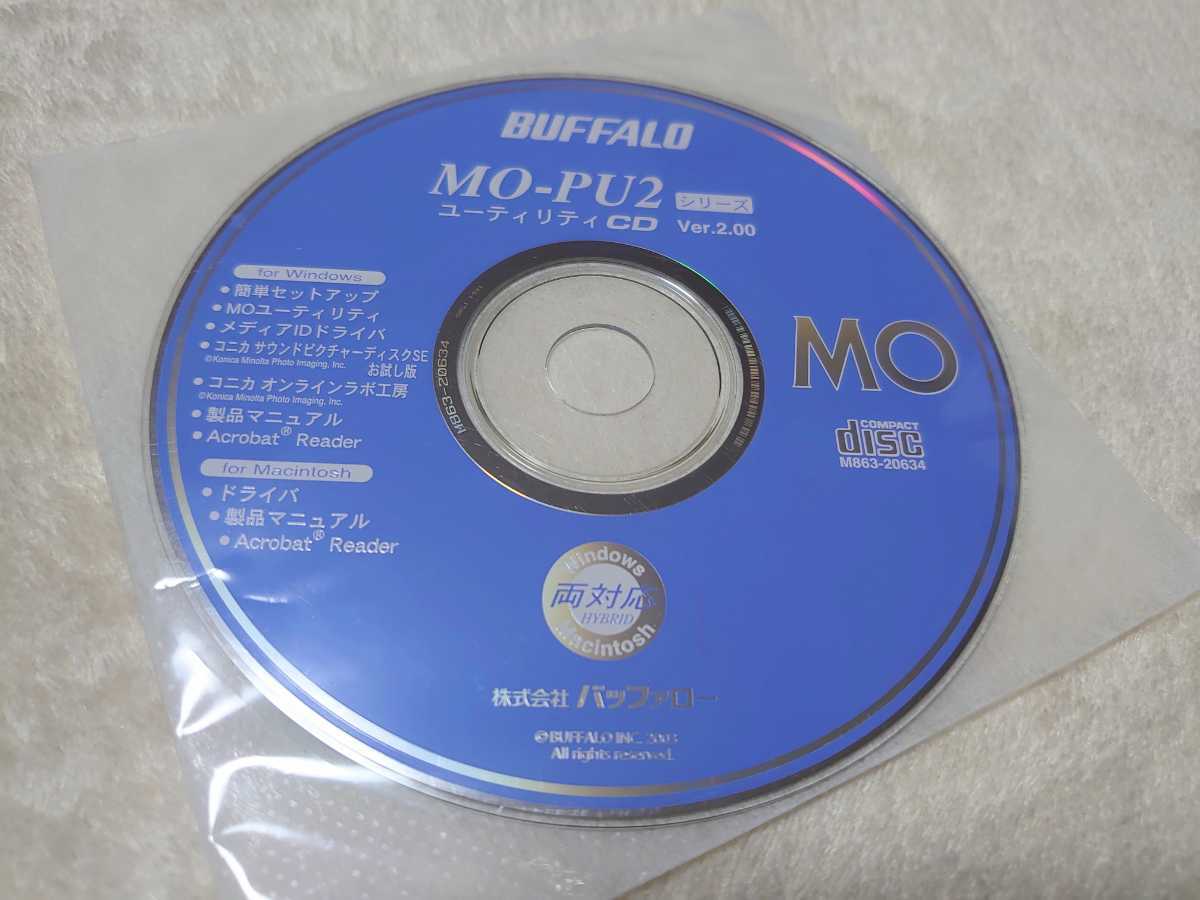 BUFFALO
MO-PU2 シリーズ
ユーティリティCD Ver.2.00
for Windows
●簡単セットアップ
●MOユーティリティ
●メディアIDドライバ
●コニカ サウンドピクチャーディスクSE
©Konica Minolta Photo Imaging, Inc. お試し版
●コニカ オンラインラボ工房
©Konica Minolta Photo Imaging, Inc.
●製品マニュアル
●Acrobat® Reader
for Macintosh
●ドライバ
●製品マニュアル
●Acrobat® Reader
M863-20634
MO
COMPACT
disc
M863-20634
Windows
両対応
HYBRID
Macintosh
株式会社 バッファロー
©BUFFALO INC. 2003
All rights reserved.